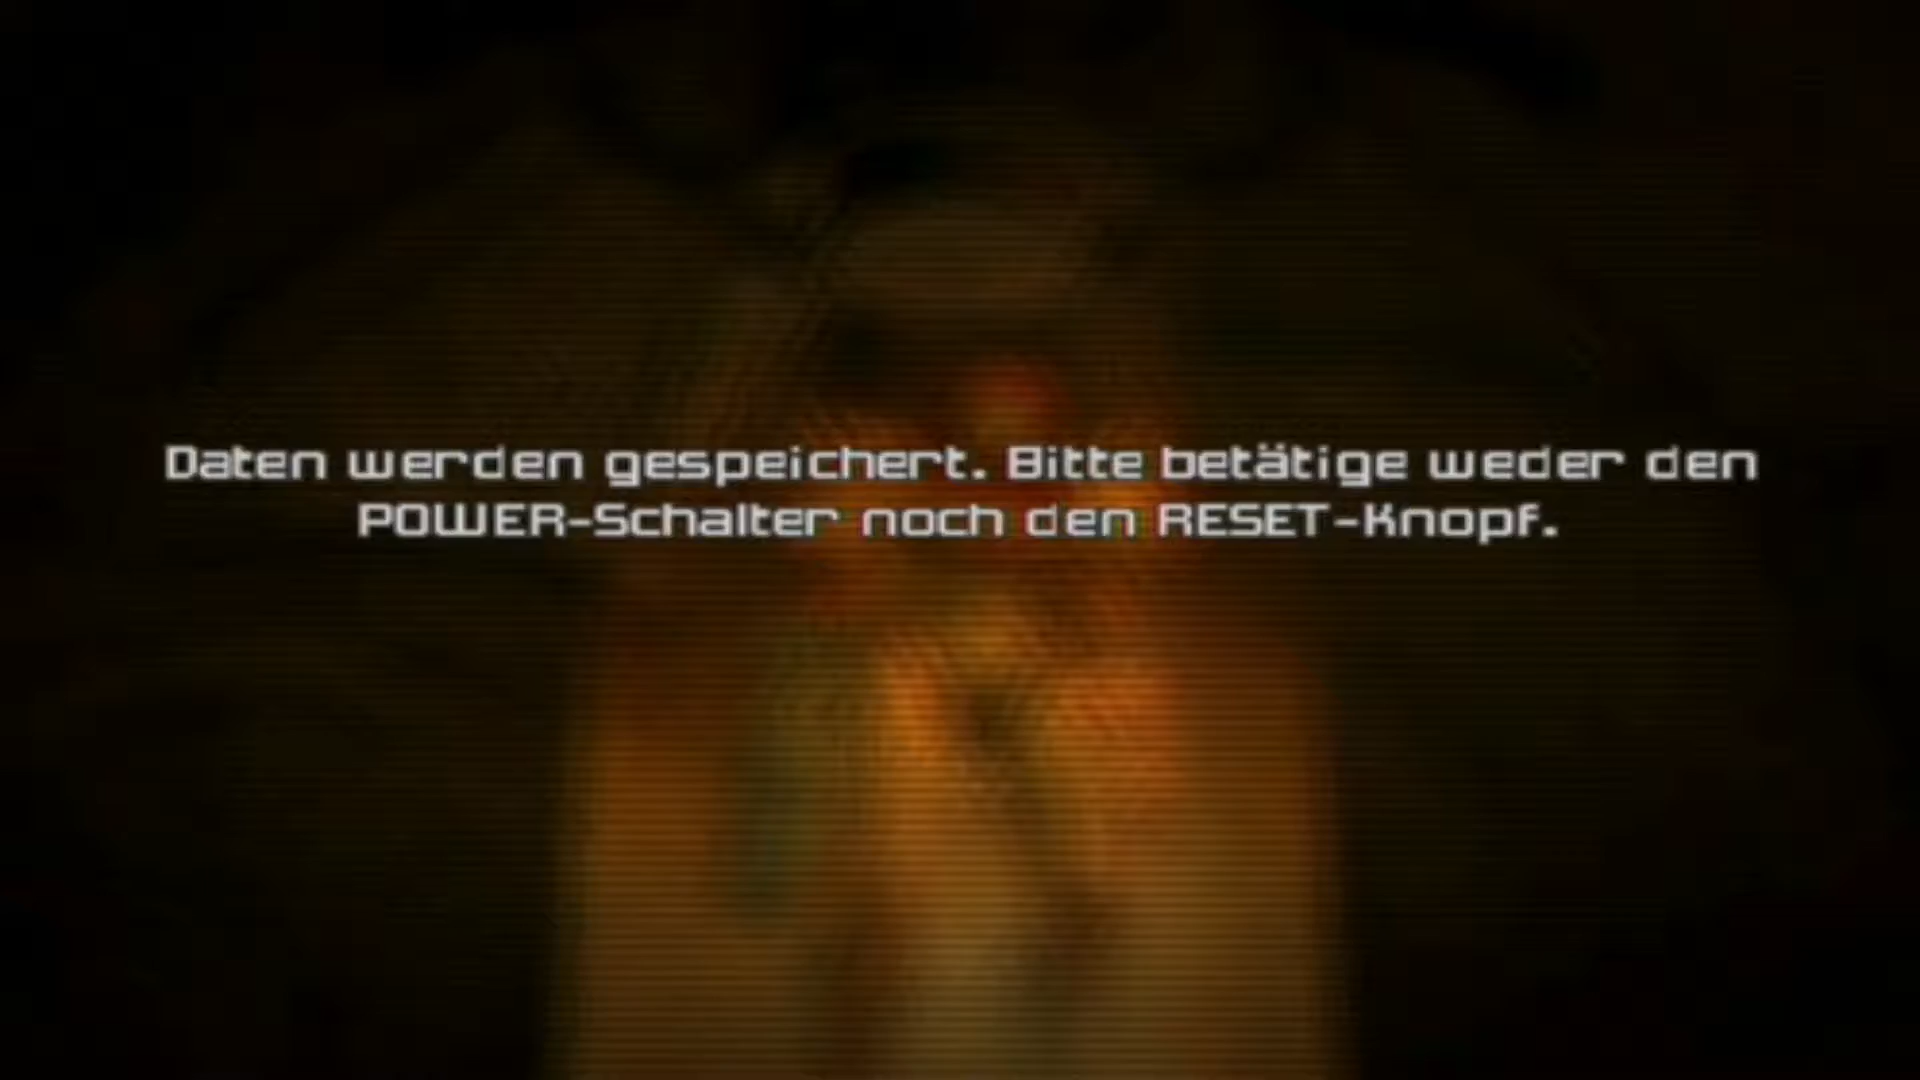 Daten werden gespeichert. Bitte betätige weder den
POWER-Schalter noch den RESET-Knopf.